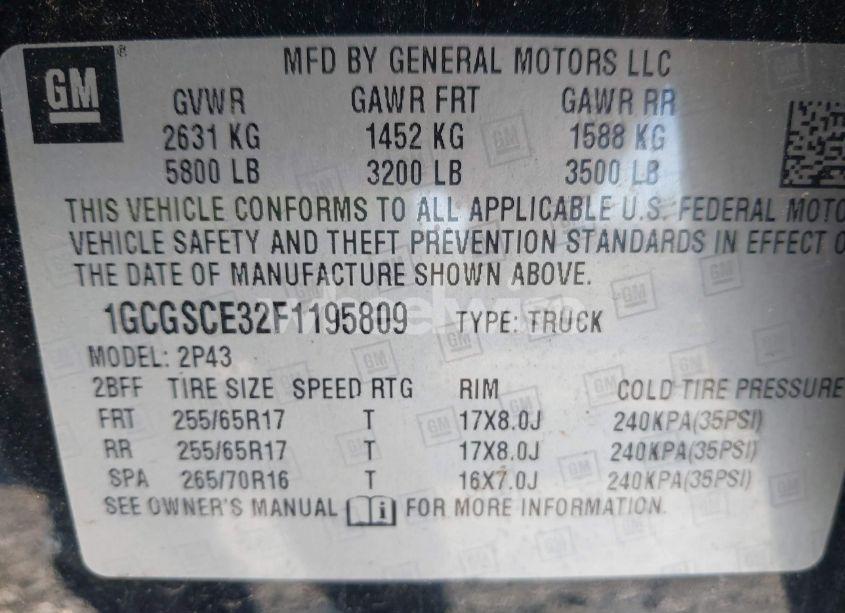 GM
MFD BY GENERAL MOTORS LLC
GVWR GAWR FRT GAWR RR
2631 KG 1452 KG 1588 KG
5800 LB 3200 LB 3500 LB
THIS VEHICLE CONFORMS TO ALL APPLICABLE U.S. FEDERAL MOTO
VEHICLE SAFETY AND THEFT PREVENTION STANDARDS IN EFFECT O
THE DATE OF MANUFACTURE SHOWN ABOVE.
1GCGSCE32F1195809 TYPE: TRUCK
MODEL: 2P43
2BFF TIRE SIZE SPEED RTG RIM COLD TIRE PRESSURE
FRT 255/65R17 T 17X8.0J 240KPA(35PSI)
RR 255/65R17 T 17X8.0J 240KPA(35PSI)
SPA 265/70R16 T 16X7.0J 240KPA(35PSI)
SEE OWNER'S MANUAL i FOR MORE INFORMATION.